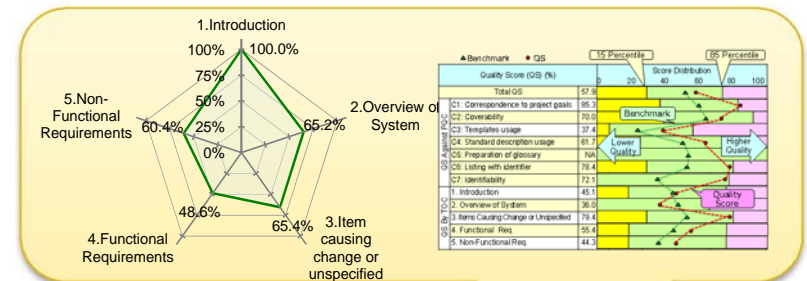 1.Introduction
100%
100.0%
75%
50%
25%
0%
5.Non-
Functional
Requirements
60.4%
2.Overview of
System
65.2%
48.6%
65.4%
4.Functional
Requirements
3.Item
causing
change or
unspecified
Benchmark
QS
15 Percentile
85 Percentile
Quality Score (QS) (%)
Score Distribution
0 20 40 60 80 100
Total QS 57.9
QS Against PQC
C1: Correspondence to project goals 85.3
C2: Coverability 70.0
C3: Templates usage 37.4
C4: Standard description usage 61.7
C5: Preparation of glossary NA
C6: Listing with identifier 78.4
C7: Identifiability 72.1
QS By TOC
1. Introduction 45.1
2. Overview of System 36.0
3. Items Causing Change or Unspecified 79.4
4. Functional Req. 55.4
5. Non-Functional Req. 44.3
Benchmark
Lower
Quality
Higher
Quality
Quality
Score